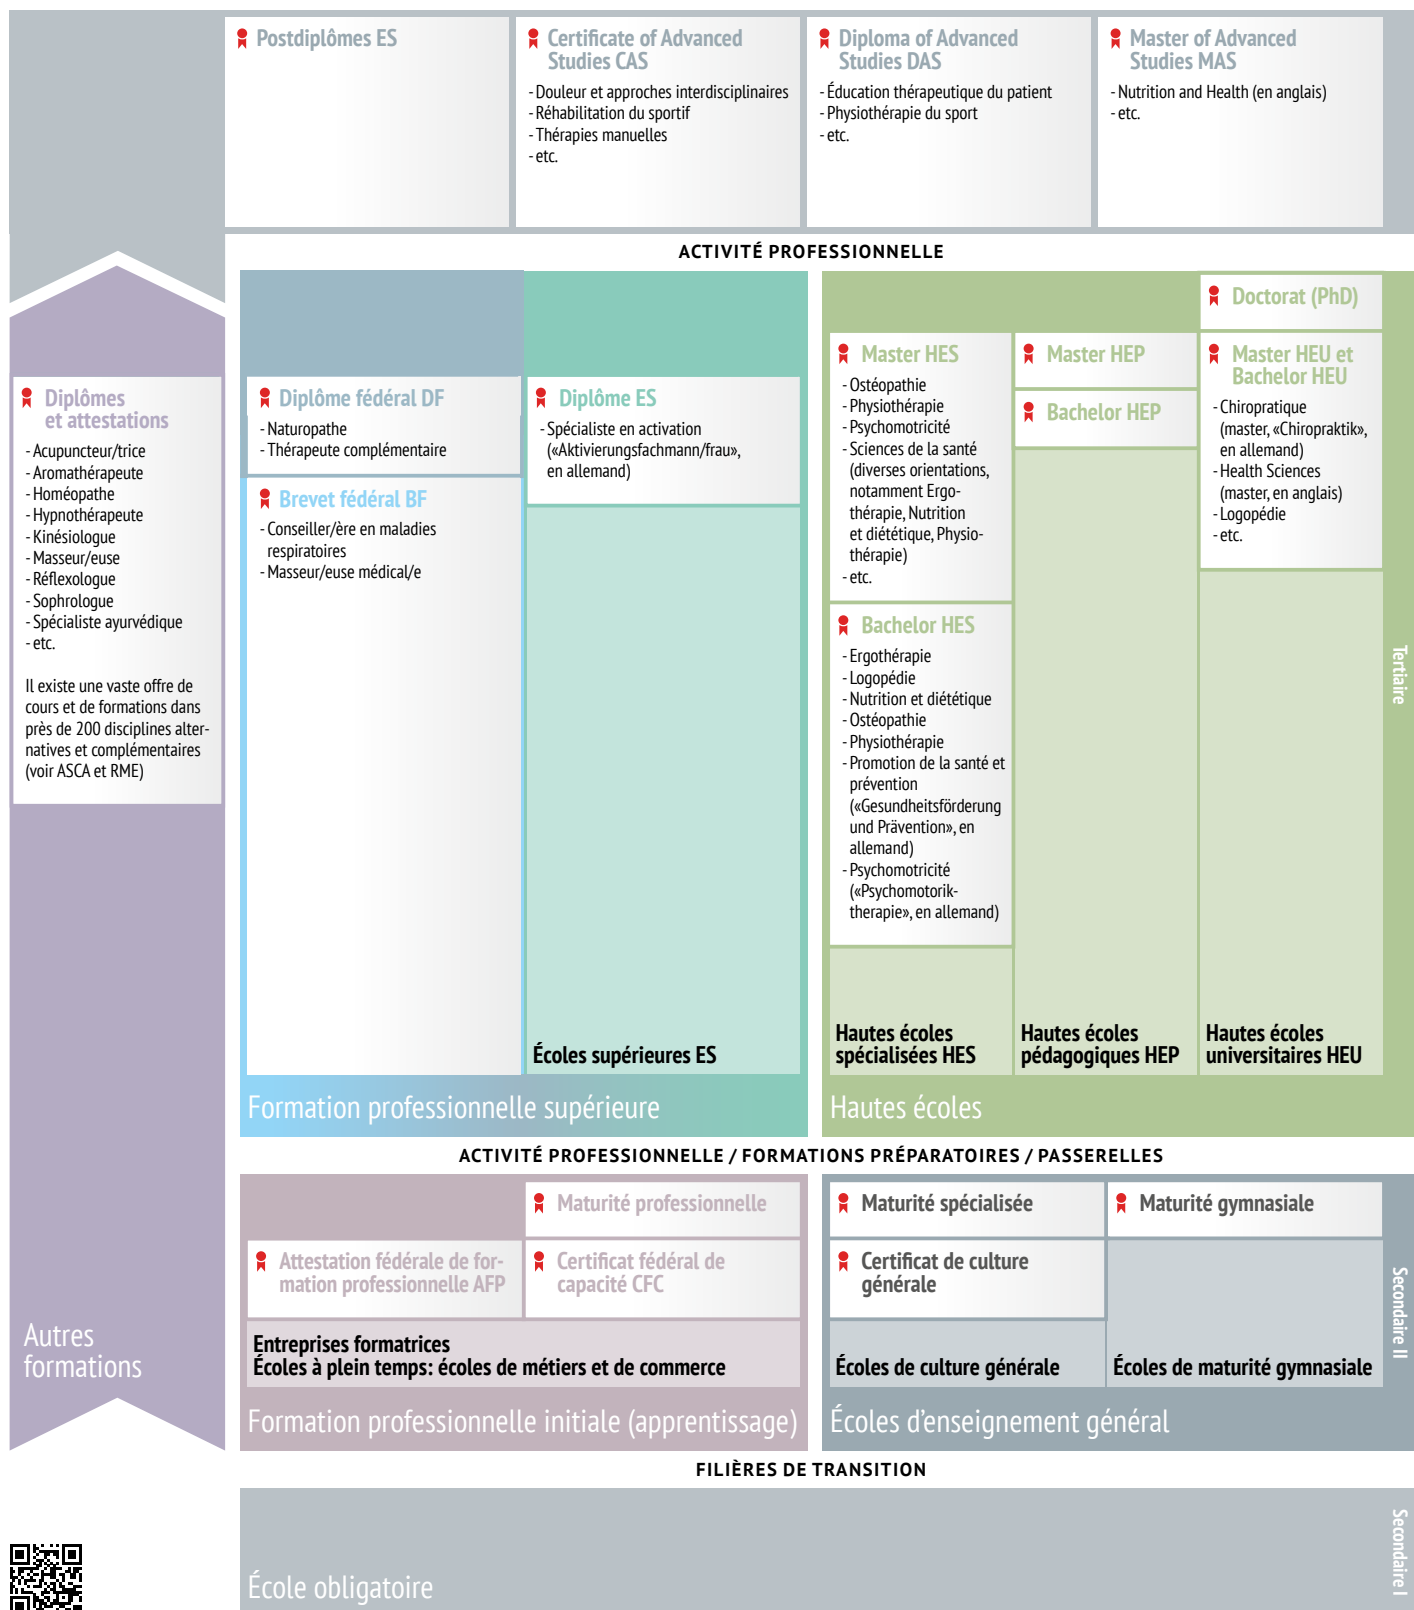 Postdiplômes ES
Certificate of Advanced
Studies CAS
- Douleur et approches interdisciplinaires
- Réhabilitation du sportif
- Thérapies manuelles
- etc.
Diploma of Advanced
Studies DAS
- Éducation thérapeutique du patient
- Physiothérapie du sport
- etc.
Master of Advanced
Studies MAS
- Nutrition and Health (en anglais)
- etc.
ACTIVITÉ PROFESSIONNELLE
Diplômes
et attestations
- Acupuncteur/trice
- Aromathérapeute
- Homéopathe
- Hypnothérapeute
- Kinésiologue
- Masseur/euse
- Réflexologue
- Sophrologue
- Spécialiste ayurvédique
- etc.
Il existe une vaste offre de
cours et de formations dans
près de 200 disciplines alter-
natives et complémentaires
(voir ASCA et RME)
Autres
formations
Diplôme fédéral DF
- Naturopathe
- Thérapeute complémentaire
Brevet fédéral BF
- Conseiller/ère en maladies
respiratoires
- Masseur/euse médical/e
Diplôme ES
- Spécialiste en activation
(«Aktivierungsfachmann/frau»,
en allemand)
Écoles supérieures ES
Formation professionnelle supérieure
Master HES
- Ostéopathie
- Physiothérapie
- Psychomotricité
- Sciences de la santé
(diverses orientations,
notamment Ergo-
thérapie, Nutrition
et diététique, Physio-
thérapie)
- etc.
Bachelor HES
- Ergothérapie
- Logopédie
- Nutrition et diététique
- Ostéopathie
- Physiothérapie
- Promotion de la santé et
prévention
(«Gesundheitsförderung
und Prävention», en
allemand)
- Psychomotricité
(«Psychomotorik-
therapie», en allemand)
Hautes écoles
spécialisées HES
Master HEP
Bachelor HEP
Hautes écoles
pédagogiques HEP
Doctorat (PhD)
Master HEU et
Bachelor HEU
- Chiropratique
(master, «Chiropraktik»,
en allemand)
- Health Sciences
(master, en anglais)
- Logopédie
- etc.
Hautes écoles
universitaires HEU
Hautes écoles
Tertiaire
ACTIVITÉ PROFESSIONNELLE / FORMATIONS PRÉPARATOIRES / PASSERELLES
Maturité professionnelle
Attestation fédérale de for-
mation professionnelle AFP
Certificat fédéral de
capacité CFC
Entreprises formatrices
Écoles à plein temps: écoles de métiers et de commerce
Formation professionnelle initiale (apprentissage)
Maturité spécialisée
Certificat de culture
générale
Écoles de culture générale
Maturité gymnasiale
Écoles de maturité gymnasiale
Écoles d'enseignement général
Secondaire II
FILIÈRES DE TRANSITION
École obligatoire
Secondaire I